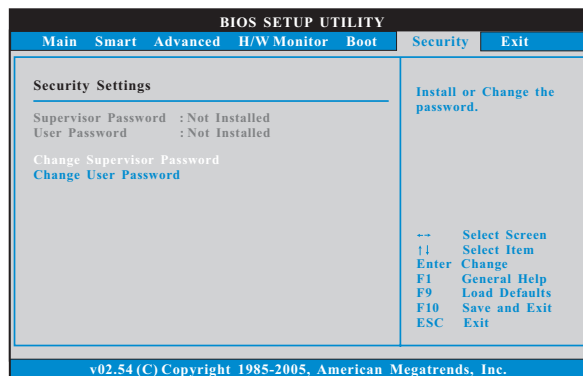 BIOS SETUP UTILITY
Main Smart Advanced H/W Monitor Boot Security Exit
Security Settings
Supervisor Password : Not Installed
User Password : Not Installed
Change Supervisor Password
Change User Password
Install or Change the
password.
←→ Select Screen
↑↓ Select Item
Enter Change
F1 General Help
F9 Load Defaults
F10 Save and Exit
ESC Exit
v02.54 (C) Copyright 1985-2005, American Megatrends, Inc.